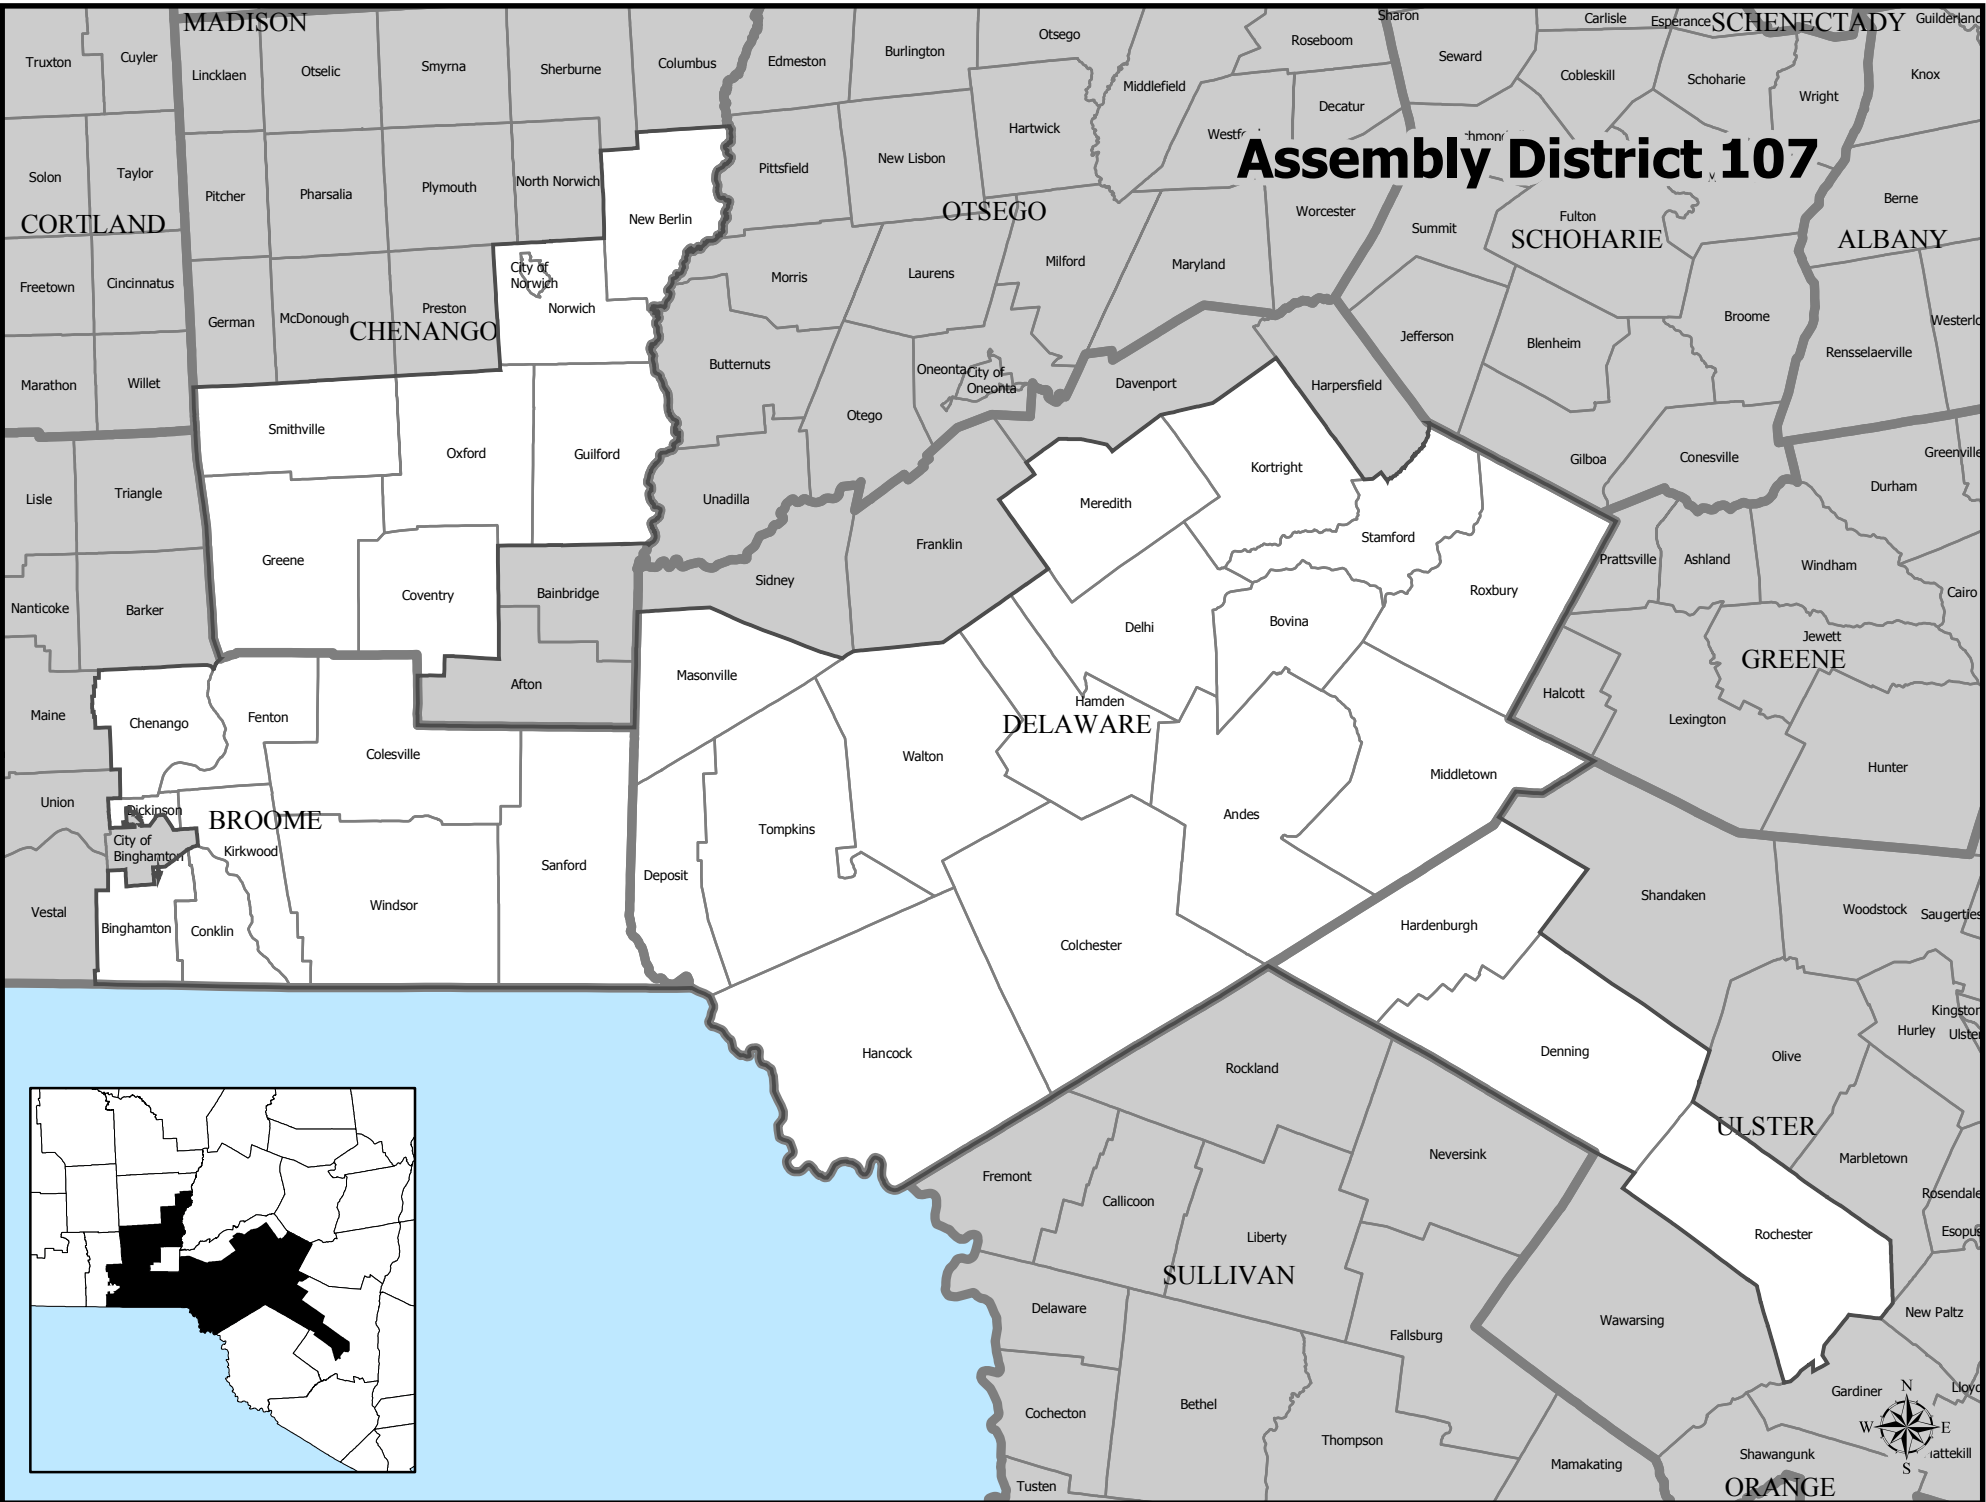 MADISON
SCHENECTADY
Assembly District 107
Truxton
Cuyler
Lincklaen
Otselic
Smyrna
Sherburne
Columbus
Edmeston
Burlington
Otsego
Middlefield
Roseboom
Sharon
Seward
Carlisle
Esperance
Cobleskill
Schoharie
Wright
Knox
Hartwick
Decatur
Solon
Taylor
Pitcher
Pharsalia
Plymouth
North Norwich
New Berlin
Pittsfield
New Lisbon
OTSEGO
Worcester
Summit
Fulton
SCHOHARIE
Berne
ALBANY
CORTLAND
Freetown
Cincinnatus
German
McDonough
Preston
CHENANGO
City of
Norwich
Norwich
Morris
Laurens
Milford
Maryland
Jefferson
Blenheim
Broome
Rensselaerville
Marathon
Willet
Smithville
Oxford
Guilford
Butternuts
Otego
Oneonta
City of
Oneonta
Davenport
Harpersfield
Gilboa
Conesville
Durham
Lisle
Triangle
Greene
Coventry
Bainbridge
Unadilla
Sidney
Franklin
Meredith
Kortright
Stamford
Roxbury
Prattsville
Ashland
Windham
Cairo
Nanticoke
Barker
Afton
Masonville
Delhi
Bovina
Halcott
Jewett
GREENE
Lexington
Hunter
Maine
Chenango
Fenton
Colesville
Hamden
DELAWARE
Walton
Middletown
Union
Dickinson
BROOME
City of
Binghamton
Kirkwood
Sanford
Deposit
Tompkins
Andes
Vestal
Binghamton
Conklin
Windsor
Colchester
Hardenburgh
Shandaken
Woodstock
Saugerties
Hancock
Rockland
Denning
Olive
Hurley
ULSTER
Neversink
Marbletown
Fremont
Callicoon
Liberty
Rochester
SULLIVAN
Delaware
Fallsburg
Wawarsing
New Paltz
Cochecton
Bethel
Thompson
Gardiner
N
W
E
S
Tusten
Mamakating
Shawangunk
ORANGE